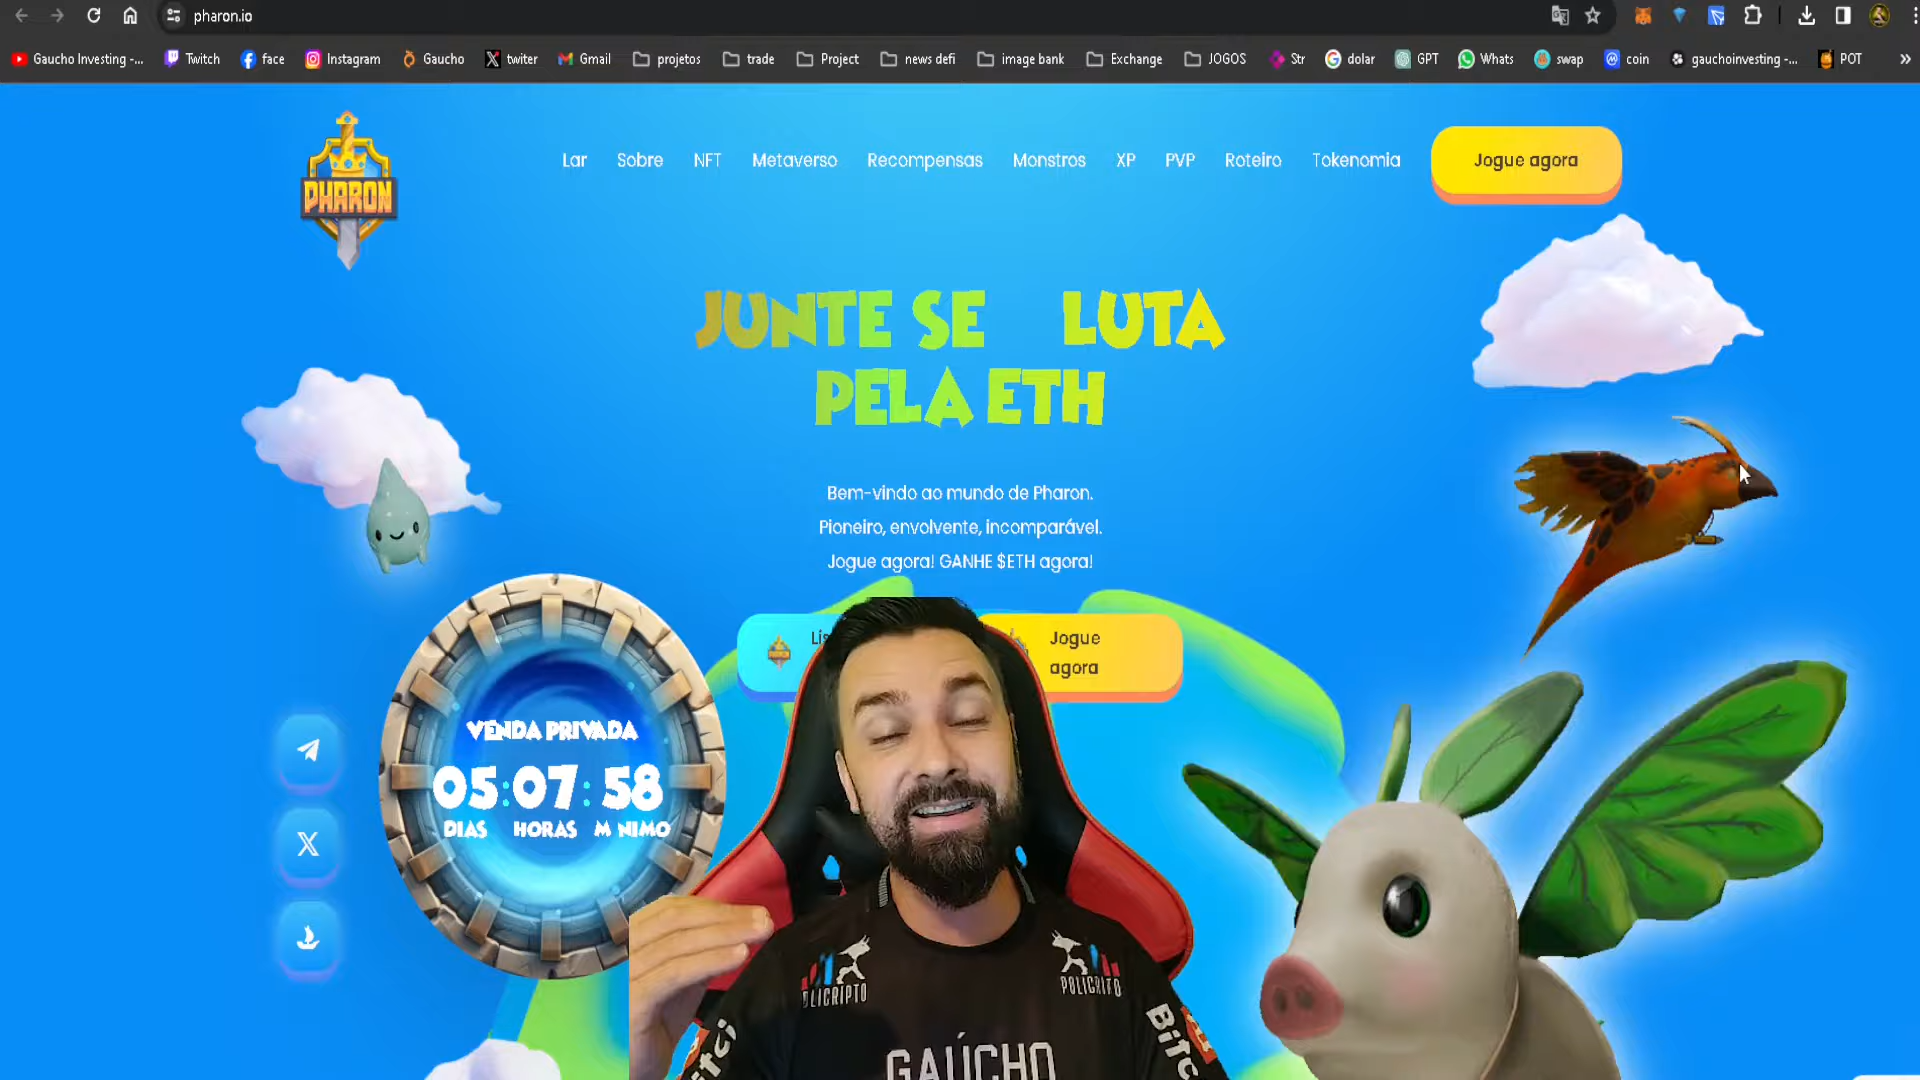 pharon.io
Gaucho Investing -... Twitch face Instagram Gaucho twiter Gmail projetos trade Project news defi image bank Exchange JOGOS Str dolar GPT Whats swap coin gauchoinvesting -... POT
PHARON
Lar Sobre NFT Metaverso Recompensas Monstros XP PVP Roteiro Tokenomia Jogue agora
JUNTE SE LUTA
PELA ETH
Bem-vindo ao mundo de Pharon.
Pioneiro, envolvente, incomparável.
Jogue agora! GANHE $ETH agora!
Jogue
agora
VENDA PRIVADA
05:07:58
DIAS HORAS M NIMO
POLICRIPTO
GAÚCHO